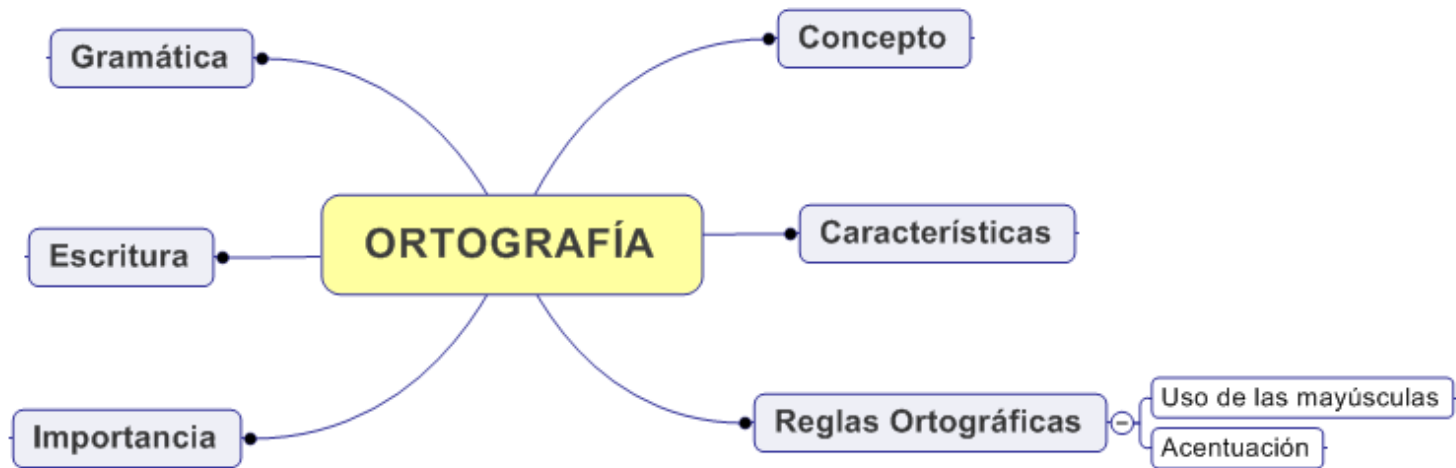 Gramática
Concepto
ORTOGRAFÍA
Escritura
Características
Importancia
Reglas Ortográficas
Uso de las mayúsculas
Acentuación